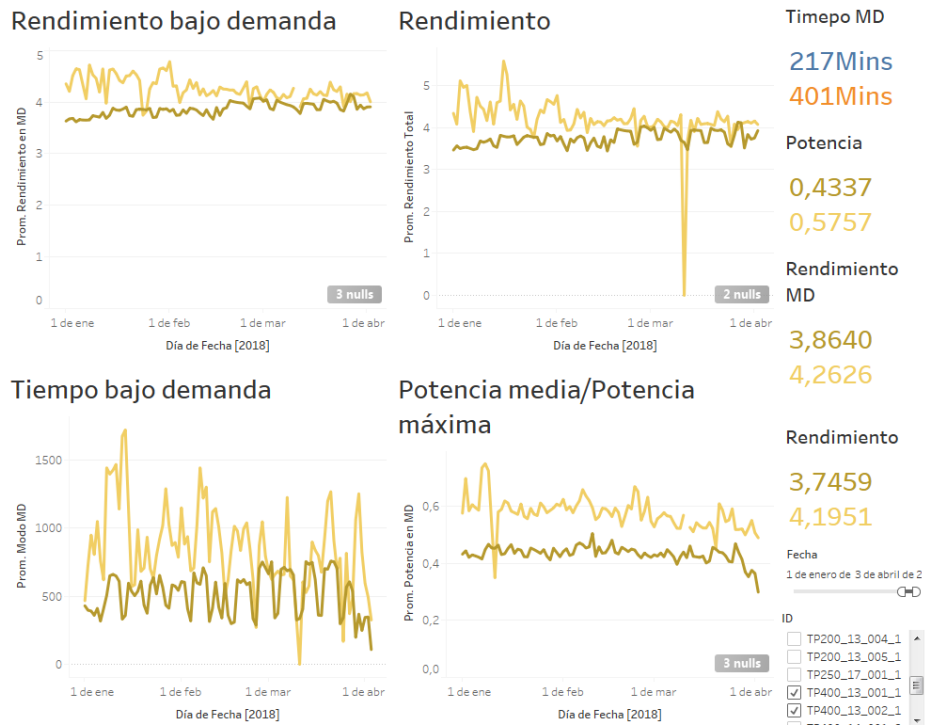 Rendimiento bajo demanda
5
4
3
2
1
0
Prom. Rendimiento en MD
3 nulls
1 de ene
1 de feb
1 de mar
1 de abr
Día de Fecha [2018]
Rendimiento
5
4
3
2
1
0
Prom. Rendimiento Total
2 nulls
1 de ene
1 de feb
1 de mar
1 de abr
Día de Fecha [2018]
Tiempo bajo demanda
1500
1000
500
0
Prom. Modo MD
1 de ene
1 de feb
1 de mar
1 de abr
Día de Fecha [2018]
Potencia media/Potencia
máxima
0,6
0,4
0,2
0,0
Prom. Potencia en MD
3 nulls
1 de ene
1 de feb
1 de mar
1 de abr
Día de Fecha [2018]
Timepo MD
217Mins
401Mins
Potencia
0,4337
0,5757
Rendimiento
MD
3,8640
4,2626
Rendimiento
3,7459
4,1951
Fecha
1 de enero de 3 de abril de 2
ID
TP200_13_004_1
TP200_13_005_1
TP250_17_001_1
TP400_13_001_1
TP400_13_002_1